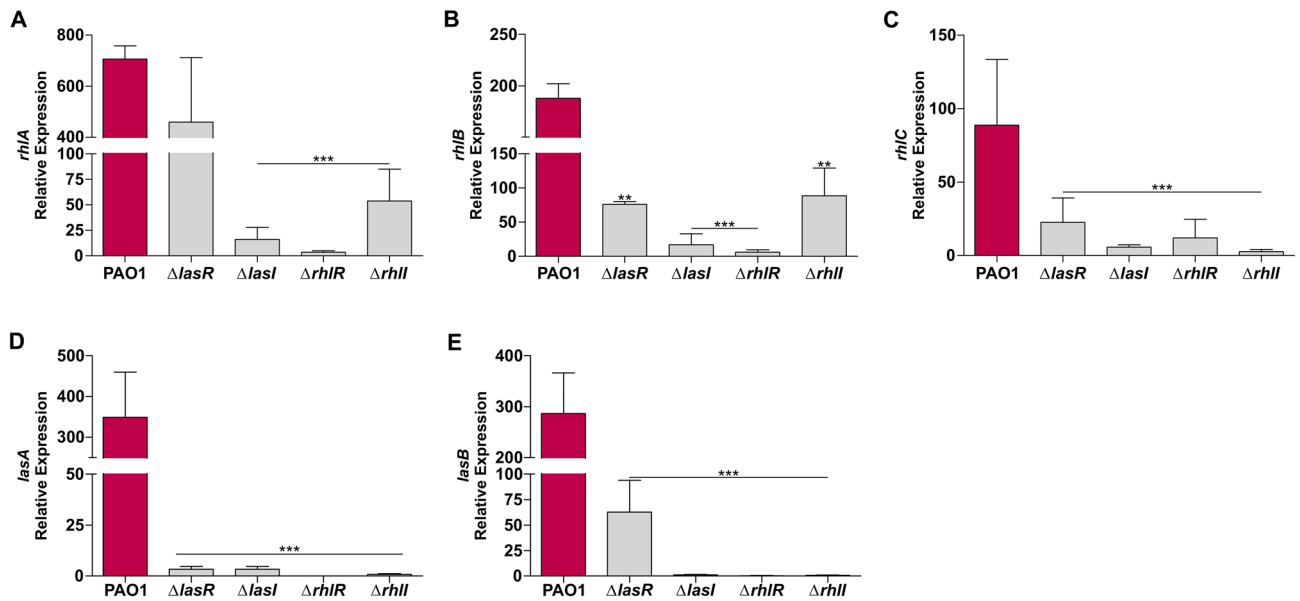 A
rhlA
Relative Expression
800
600
400
100
75
50
25
0
***
PAO1
ΔlasR
ΔlasI
ΔrhlR
ΔrhlI
B
rhlB
Relative Expression
200
150
100
50
0
**
***
**
PAO1
ΔlasR
ΔlasI
ΔrhlR
ΔrhlI
C
rhlC
Relative Expression
150
100
50
0
***
PAO1
ΔlasR
ΔlasI
ΔrhlR
ΔrhlI
D
lasA
Relative Expression
500
400
300
50
25
0
***
PAO1
ΔlasR
ΔlasI
ΔrhlR
ΔrhlI
E
lasB
Relative Expression
400
300
200
100
75
50
25
0
***
PAO1
ΔlasR
ΔlasI
ΔrhlR
ΔrhlI